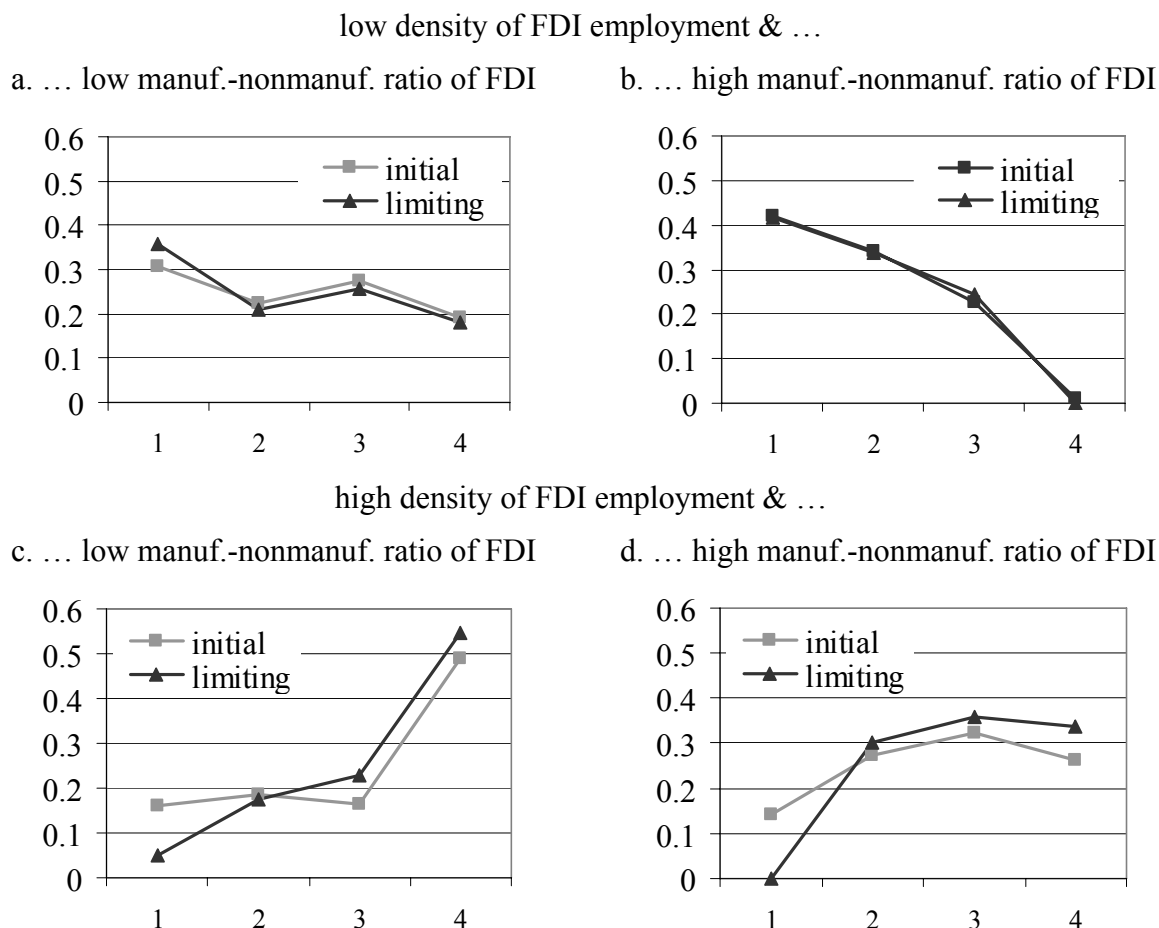 low density of FDI employment & …
a. … low manuf.-nonmanuf. ratio of FDI
0.6
0.5
0.4
0.3
0.2
0.1
0
initial
limiting
1 2 3 4
b. … high manuf.-nonmanuf. ratio of FDI
0.6
0.5
0.4
0.3
0.2
0.1
0
initial
limiting
1 2 3 4
high density of FDI employment & …
c. … low manuf.-nonmanuf. ratio of FDI
0.6
0.5
0.4
0.3
0.2
0.1
0
initial
limiting
1 2 3 4
d. … high manuf.-nonmanuf. ratio of FDI
0.6
0.5
0.4
0.3
0.2
0.1
0
initial
limiting
1 2 3 4